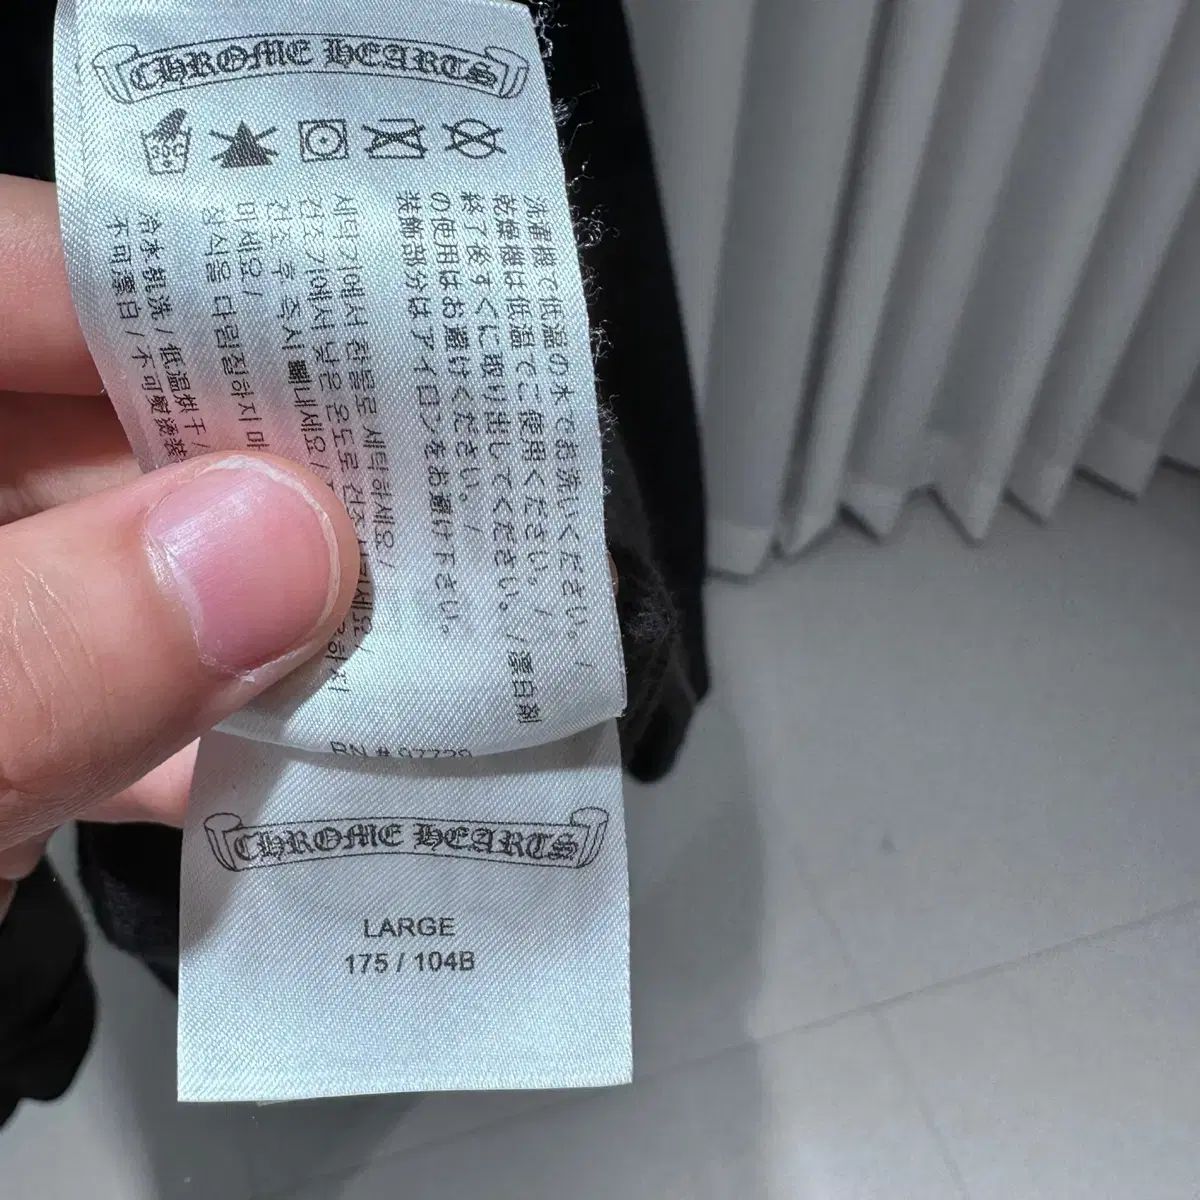 CHROME HEARTS
洗濯機で低温の水でお洗いください。/
乾燥機は低温でご使用ください。/
終了後すぐに取り出してください。/漂白剤
の使用はお避けください。/
装飾部分はアイロンをお避け下さい。
세탁기에서 찬물로 세탁하세요/
건조기에서 낮은 온도로
건조 후 즉시 빼내세요/
마세요/
장식을 다림질하지 마
冷水粗洗/低温烘干/
不可漂白/不可熨烫装
RN # 97729
CHROME HEARTS
LARGE
175 / 104B